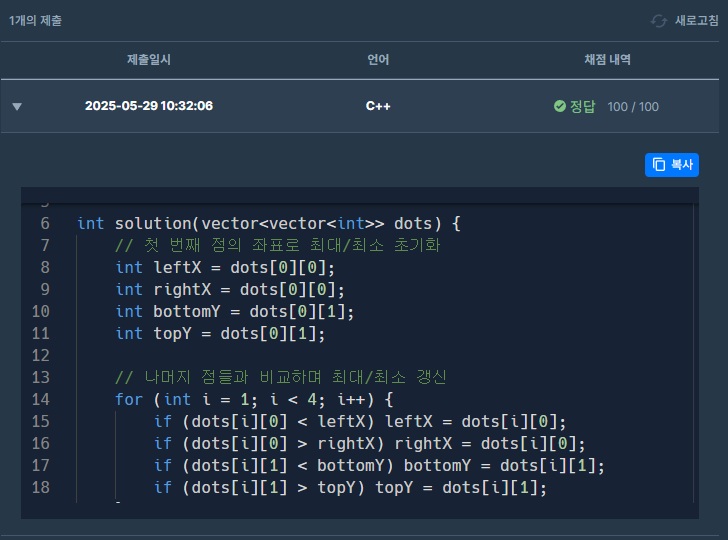 1개의 제출
새로고침
제출일시 언어 채점 내역
▼ 2025-05-29 10:32:06 C++ 정답 100 / 100
복사
6 int solution(vector<vector<int>> dots) {
7     // 첫 번째 점의 좌표로 최대/최소 초기화
8     int leftX = dots[0][0];
9     int rightX = dots[0][0];
10     int bottomY = dots[0][1];
11     int topY = dots[0][1];
12
13     // 나머지 점들과 비교하며 최대/최소 갱신
14     for (int i = 1; i < 4; i++) {
15         if (dots[i][0] < leftX) leftX = dots[i][0];
16         if (dots[i][0] > rightX) rightX = dots[i][0];
17         if (dots[i][1] < bottomY) bottomY = dots[i][1];
18         if (dots[i][1] > topY) topY = dots[i][1];